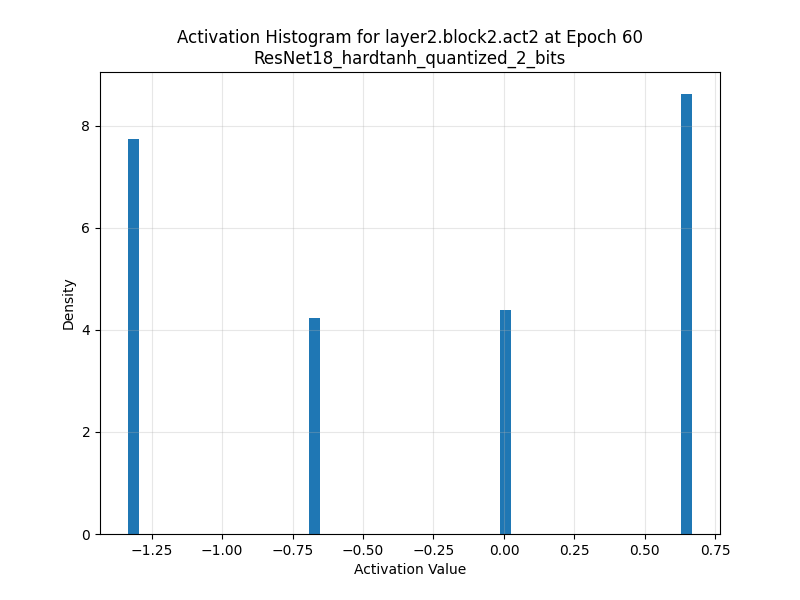 Activation Histogram for layer2.block2.act2 at Epoch 60
ResNet18_hardtanh_quantized_2_bits
8
6
4
2
0
Density
−1.25 −1.00 −0.75 −0.50 −0.25 0.00 0.25 0.50 0.75
Activation Value